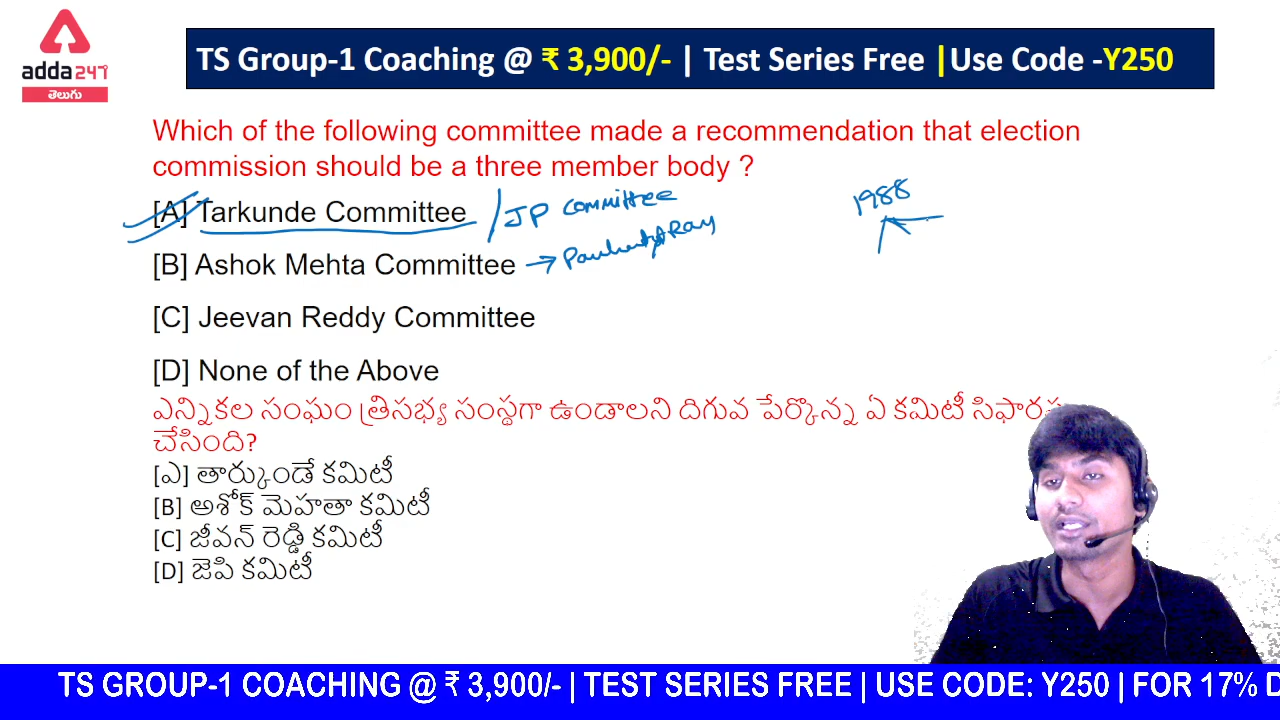 adda247
తెలుగు
TS Group-1 Coaching @ ₹ 3,900/- | Test Series Free |Use Code -Y250
Which of the following committee made a recommendation that election
commission should be a three member body ?
[A] Tarkunde Committee / JP committee
1988
[B] Ashok Mehta Committee →
[C] Jeevan Reddy Committee
[D] None of the Above
ఎన్నికల సంఘం త్రిసభ్య సంస్థగా ఉండాలని దిగువ పేర్కొన్న ఏ కమిటీ
చేసింది?
[ఎ] తార్కుండే కమిటీ
[B] అశోక్ మెహతా కమిటీ
[C] జీవన్ రెడ్డి కమిటీ
[D] జెపి కమిటీ
TS GROUP-1 COACHING @ ₹ 3,900/- | TEST SERIES FREE | USE CODE: Y250 | FOR 17% D